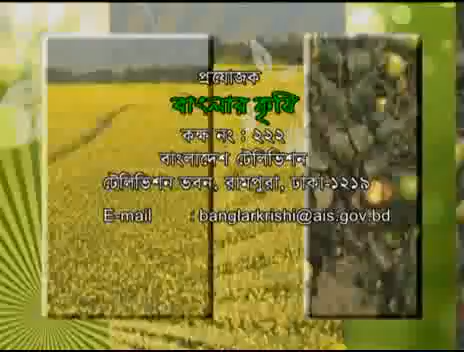 প্রযোজক
বাংলার কৃষি
কক্ষ নং : ২২২
বাংলাদেশ টেলিভিশন
টেলিভিশন ভবন, রামপুরা, ঢাকা-১২১৯
E-mail : banglarkrishi@ais.gov.bd